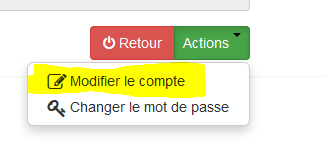 Retour Actions
Modifier le compte
Changer le mot de passe